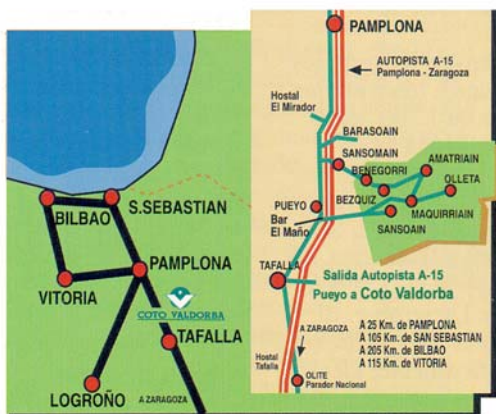 BILBAO
S.SEBASTIAN
VITORIA
PAMPLONA
COTO VALDORBA
TAFALLA
LOGROÑO
A ZARAGOZA
PAMPLONA
AUTOPISTA A-15
Pamplona - Zaragoza
Hostal
El Mirador
BARASOAIN
SANSOMAIN
BENEGORRI
AMATRIAIN
OLLETA
BEZQUIZ
MAQUIRRIAIN
SANSOAIN
PUEYO
Bar
El Maño
TAFALLA
Salida Autopista A-15
Pueyo a Coto Valdorba
A ZARAGOZA
A 25 Km. de PAMPLONA
A 105 Km. de SAN SEBASTIAN
A 205 Km. de BILBAO
A 115 Km. de VITORIA
Hostal
Tafalla
OLITE
Parador Nacional